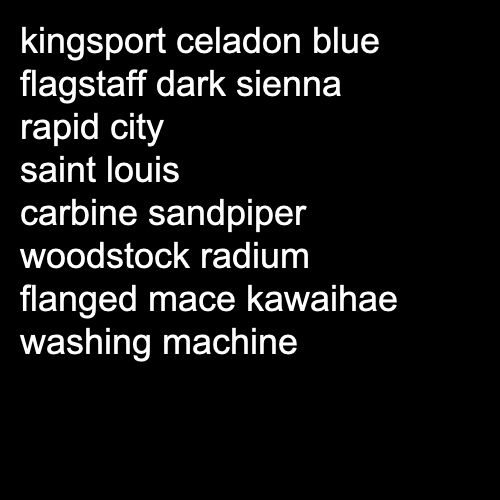 kingsport celadon blue
flagstaff dark sienna
rapid city
saint louis
carbine sandpiper
woodstock radium
flanged mace kawaihae
washing machine